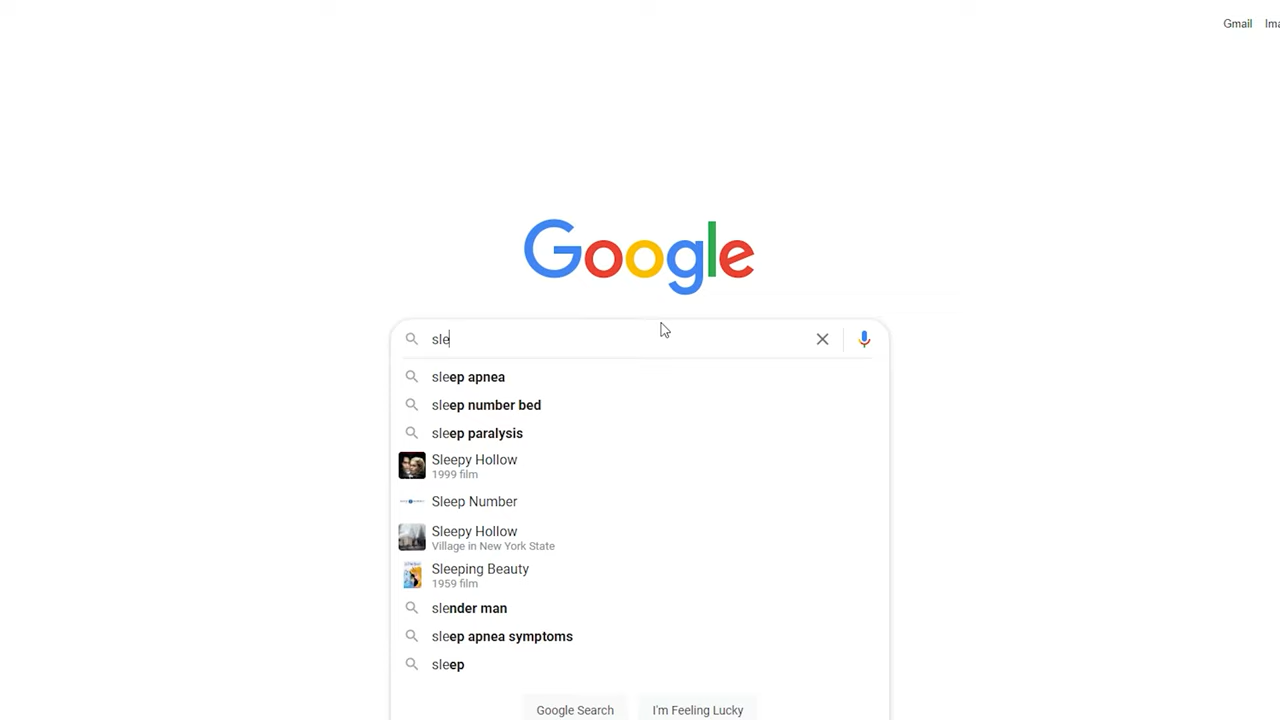 Gmail
Google
sle
sleep apnea
sleep number bed
sleep paralysis
Sleepy Hollow
1999 film
Sleep Number
Sleepy Hollow
Village in New York State
Sleeping Beauty
1959 film
slender man
sleep apnea symptoms
sleep
Google Search
I'm Feeling Lucky